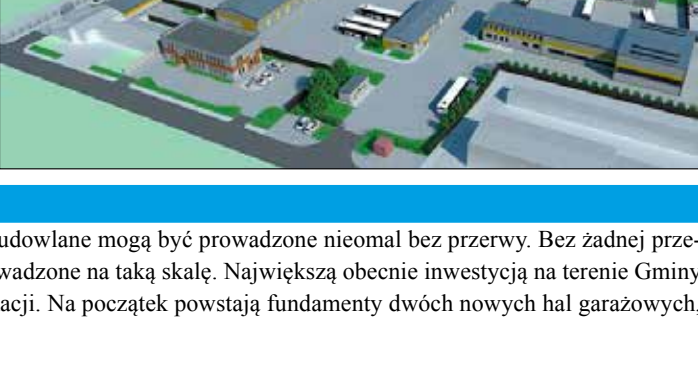 udowlane mogą być prowadzone nieomal bez przerwy. Bez żadnej prze-
wadzone na taką skalę. Największą obecnie inwestycją na terenie Gminy
acji. Na początek powstają fundamenty dwóch nowych hal garażowych,